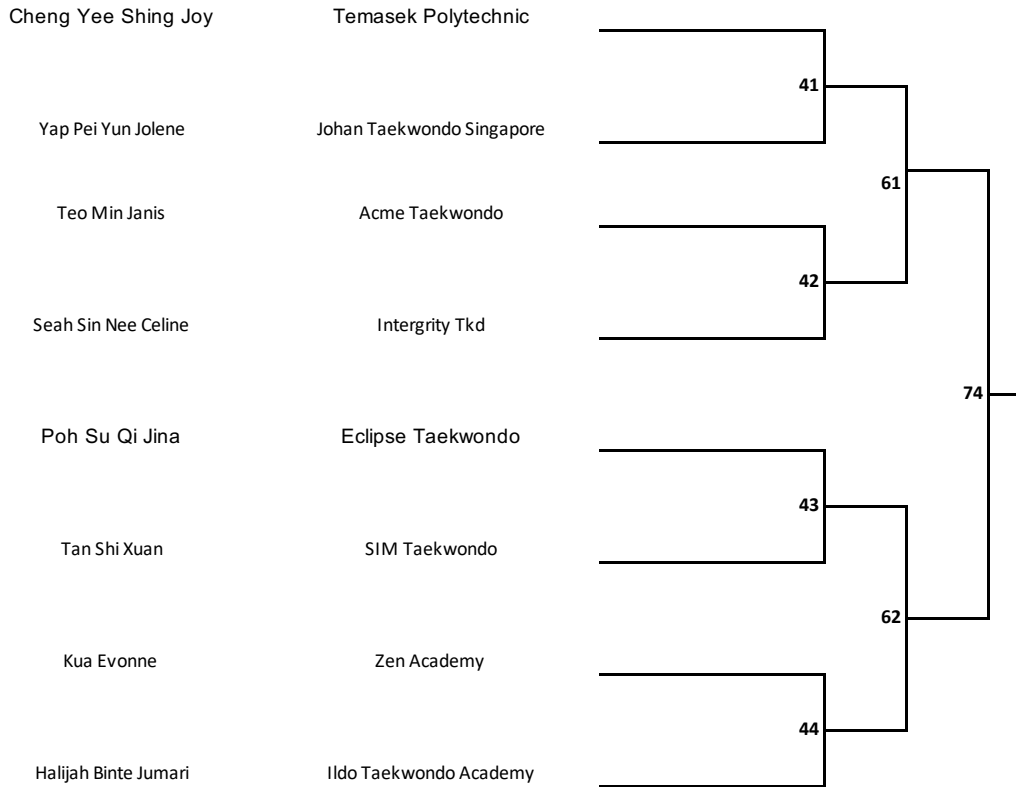 Cheng Yee Shing Joy Temasek Polytechnic
41
Yap Pei Yun Jolene Johan Taekwondo Singapore
61
Teo Min Janis Acme Taekwondo
42
Seah Sin Nee Celine Intergrity Tkd
74
Poh Su Qi Jina Eclipse Taekwondo
43
Tan Shi Xuan SIM Taekwondo
62
Kua Evonne Zen Academy
44
Halijah Binte Jumari Ildo Taekwondo Academy